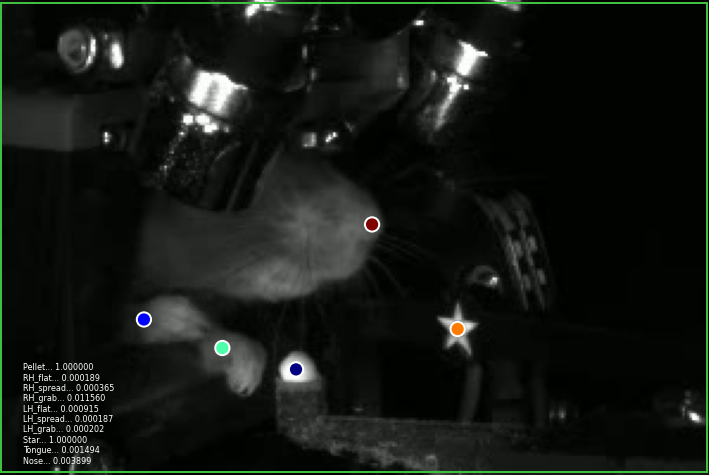 Pellet... 1.000000
RH_flat... 0.000189
RH_spread... 0.000365
RH_grab... 0.011560
LH_flat... 0.000915
LH_spread... 0.000187
LH_grab... 0.000202
Star... 1.000000
Tongue... 0.001494
Nose... 0.003899